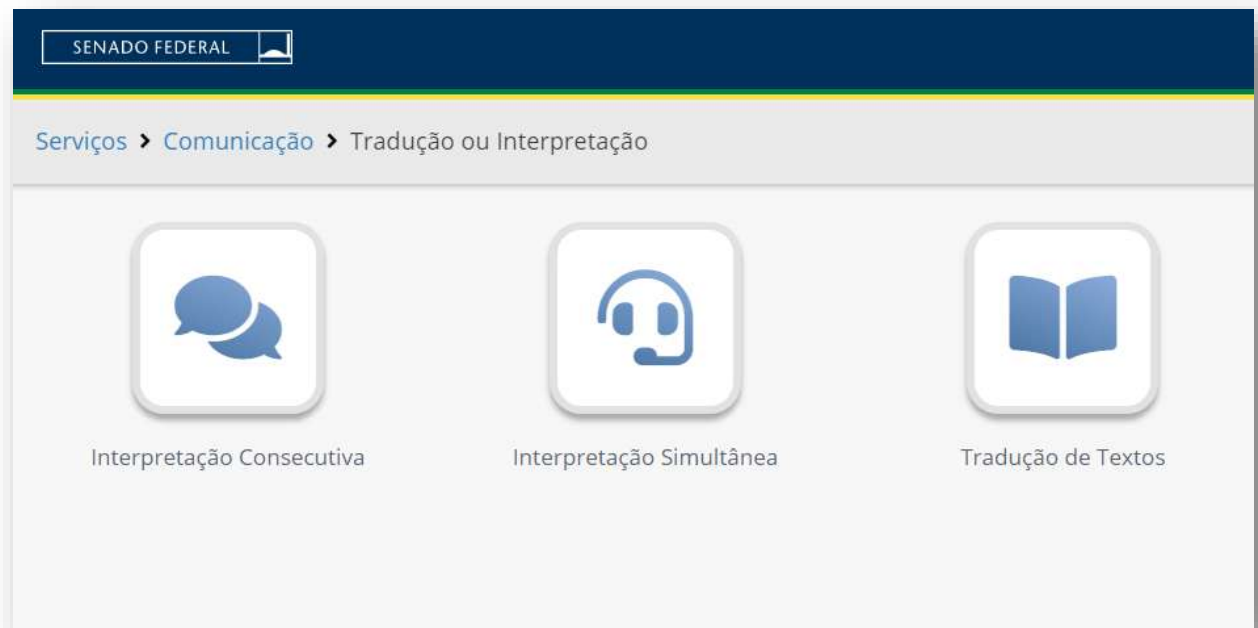 SENADO FEDERAL
Serviços > Comunicação > Tradução ou Interpretação
Interpretação Consecutiva
Interpretação Simultânea
Tradução de Textos